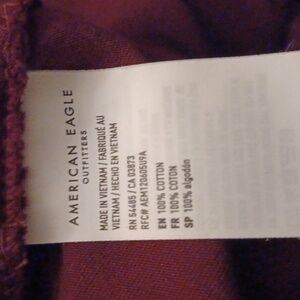 AMERICAN EAGLE
OUTFITTERS
MADE IN VIETNAM / FABRIQUÉ AU
VIETNAM / HECHO EN VIETNAM
RN 54485 / CA 03873
RFC# AEM12060509A
EN 100% COTTON
FR 100% COTON
SP 100% algodón